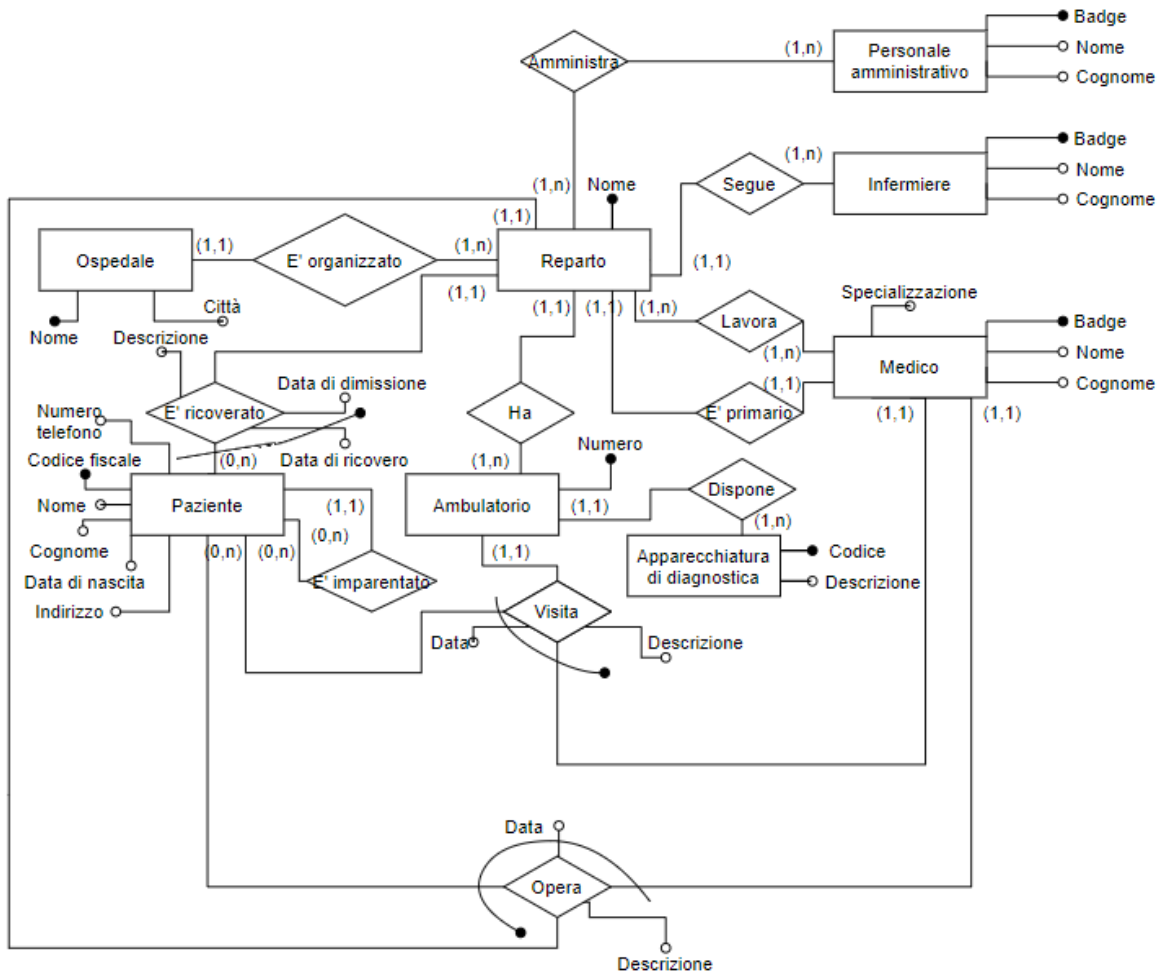 Badge
(1,n)
Personale
amministrativo
Nome
Amministra
Cognome
Badge
(1,n)
Nome
Segue
Infermiere
(1,n)
Nome
Cognome
(1,1)
(1,1)
(1,n)
Ospedale
E' organizzato
Reparto
(1,1)
(1,1)
(1,1)
(1,1)
(1,n)
Specializzazione
Città
Nome
Descrizione
Lavora
Badge
(1,n)
Nome
Medico
Cognome
Data di dimissione
(1,1)
Numero
telefono
E' ricoverato
Ha
E' primario
(1,1)
(1,1)
Numero
Codice fiscale
(0,n)
Data di ricovero
(1,n)
Nome
Paziente
(1,1)
Ambulatorio
(1,1)
Dispone
(1,n)
Cognome
(0,n)
(0,n)
(0,n)
(1,1)
Apparecchiatura
di diagnostica
Codice
Descrizione
Data di nascita
E' imparentato
Indirizzo
Visita
Data
Descrizione
Data
Opera
Descrizione